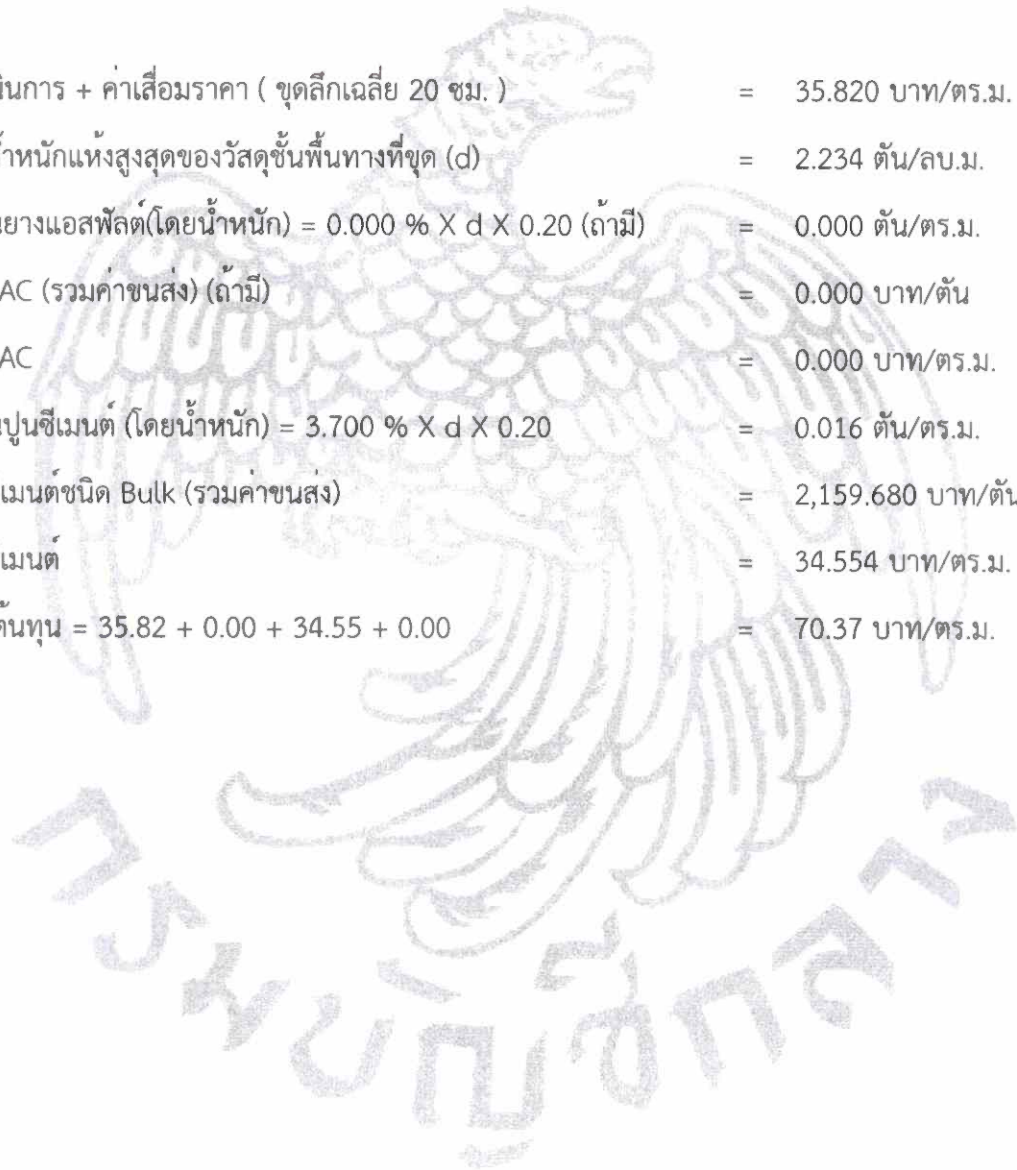 นินการ + ค่าเสื่อมราคา ( ขุดลึกเฉลี่ย 20 ซม. ) = 35.820 บาท/ตร.ม.
น้ำหนักแห้งสูงสุดของวัสดุชั้นพื้นทางที่ขุด (d) = 2.234 ตัน/ลบ.ม.
นยางแอสฟัลต์(โดยน้ำหนัก) = 0.000 % X d X 0.20 (ถ้ามี) = 0.000 ตัน/ตร.ม.
AC (รวมค่าขนส่ง) (ถ้ามี) = 0.000 บาท/ตัน
AC = 0.000 บาท/ตร.ม.
นปูนซีเมนต์ (โดยน้ำหนัก) = 3.700 % X d X 0.20 = 0.016 ตัน/ตร.ม.
เมนต์ชนิด Bulk (รวมค่าขนส่ง) = 2,159.680 บาท/ตัน
เมนต์ = 34.554 บาท/ตร.ม.
ต้นทุน = 35.82 + 0.00 + 34.55 + 0.00 = 70.37 บาท/ตร.ม.
กรมบัญชีกลาง